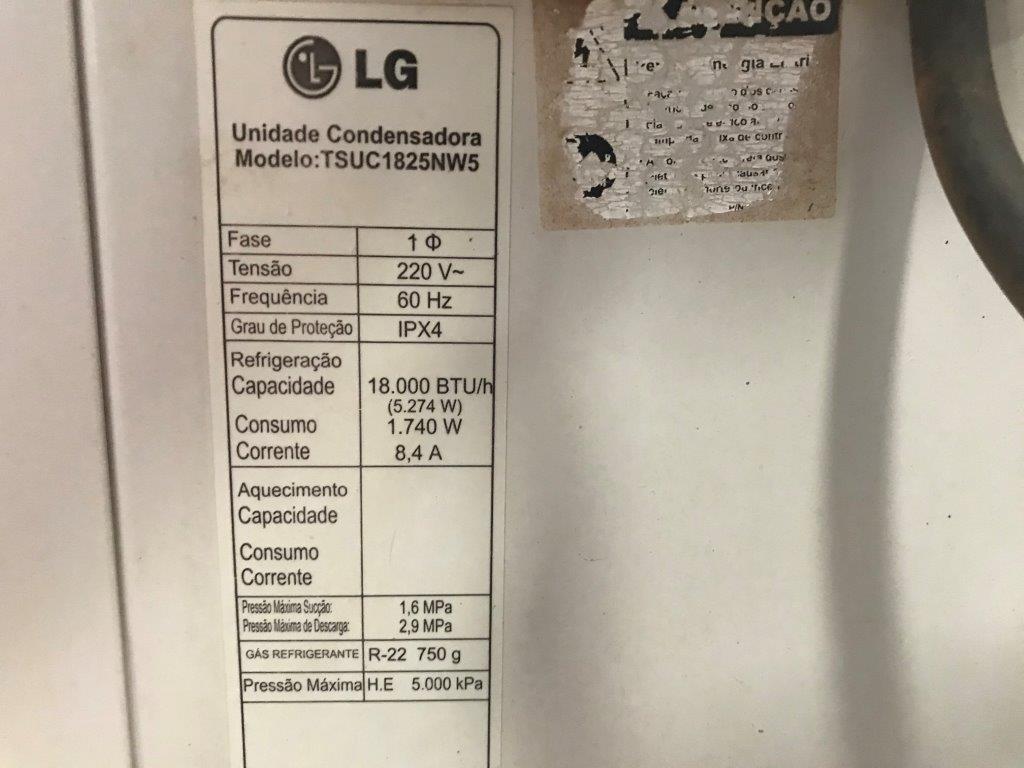 LG
Unidade Condensadora
Modelo:TSUC1825NW5
Fase 1 Φ
Tensão 220 V~
Frequência 60 Hz
Grau de Proteção IPX4
Refrigeração
Capacidade 18.000 BTU/h
(5.274 W)
Consumo 1.740 W
Corrente 8,4 A
Aquecimento
Capacidade
Consumo
Corrente
Pressão Máxima Sucção: 1,6 MPa
Pressão Máxima de Descarga: 2,9 MPa
GÁS REFRIGERANTE R-22 750 g
Pressão Máxima H.E 5.000 kPa
P/N